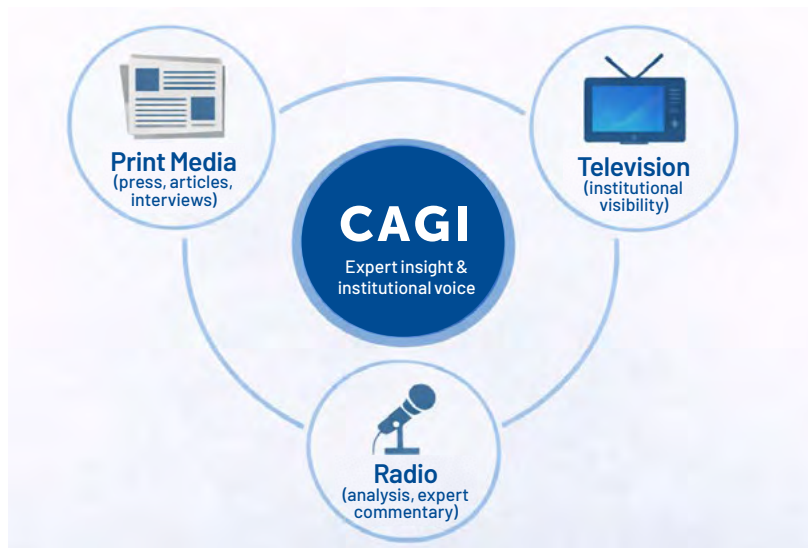 Print Media
(press, articles,
interviews)
Television
(institutional
visibility)
CAGI
Expert insight &
institutional voice
Radio
(analysis, expert
commentary)